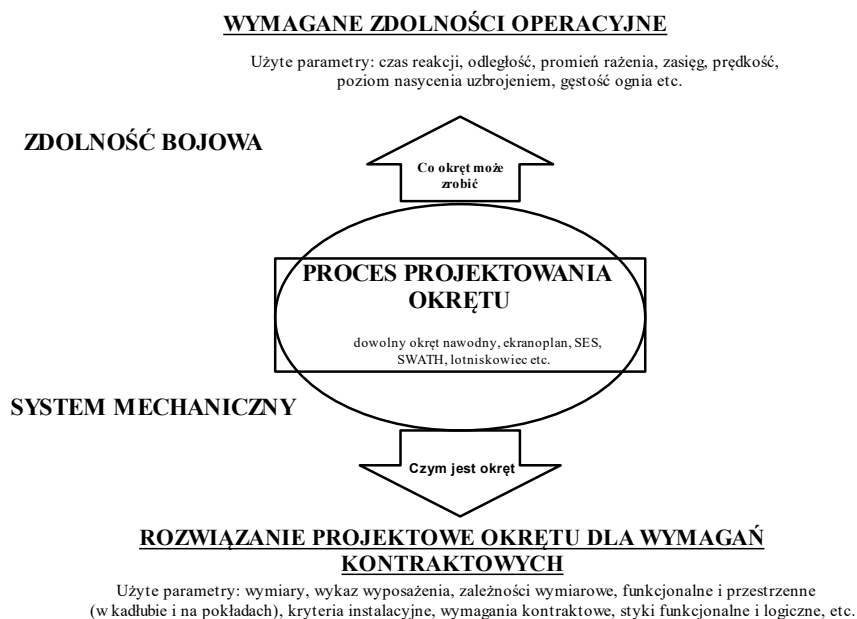 WYMAGANE ZDOLNOŚCI OPERACYJNE
Użyte parametry: czas reakcji, odległość, promień rażenia, zasięg, prędkość,
poziom nasycenia uzbrojeniem, gęstość ognia etc.
ZDOLNOŚĆ BOJOWA
Co okręt może
zrobić
PROCES PROJEKTOWANIA
OKRĘTU
dowolny okręt nawodny, ekranoplan, SES,
SWATH, lotniskowiec etc.
SYSTEM MECHANICZNY
Czym jest okręt
ROZWIĄZANIE PROJEKTOWE OKRĘTU DLA WYMAGAŃ
KONTRAKTOWYCH
Użyte parametry: wymiary, wykaz wyposażenia, zależności wymiarowe, funkcjonalne i przestrzenne
(w kadłubie i na pokładach), kryteria instalacyjne, wymagania kontraktowe, styki funkcjonalne i logiczne, etc.